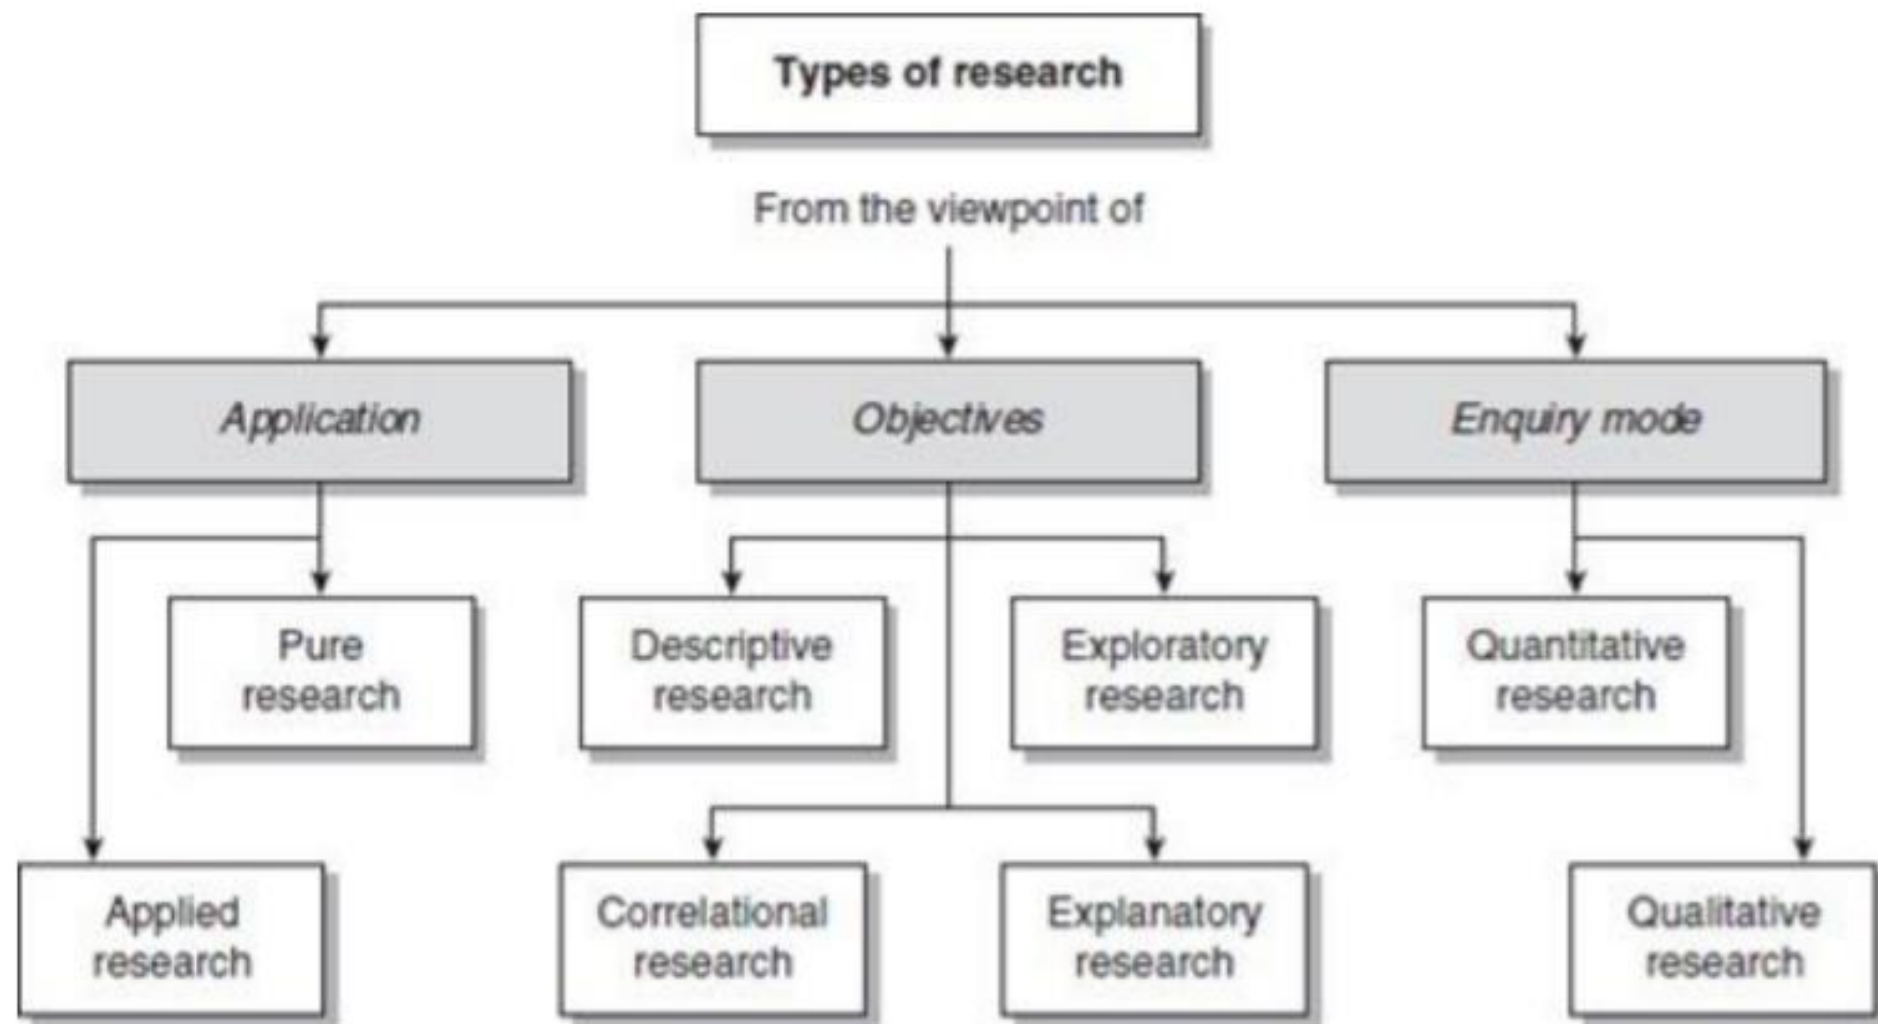 Types of research
From the viewpoint of
Application
Objectives
Enquiry mode
Pure
research
Descriptive
research
Exploratory
research
Quantitative
research
Applied
research
Correlational
research
Explanatory
research
Qualitative
research